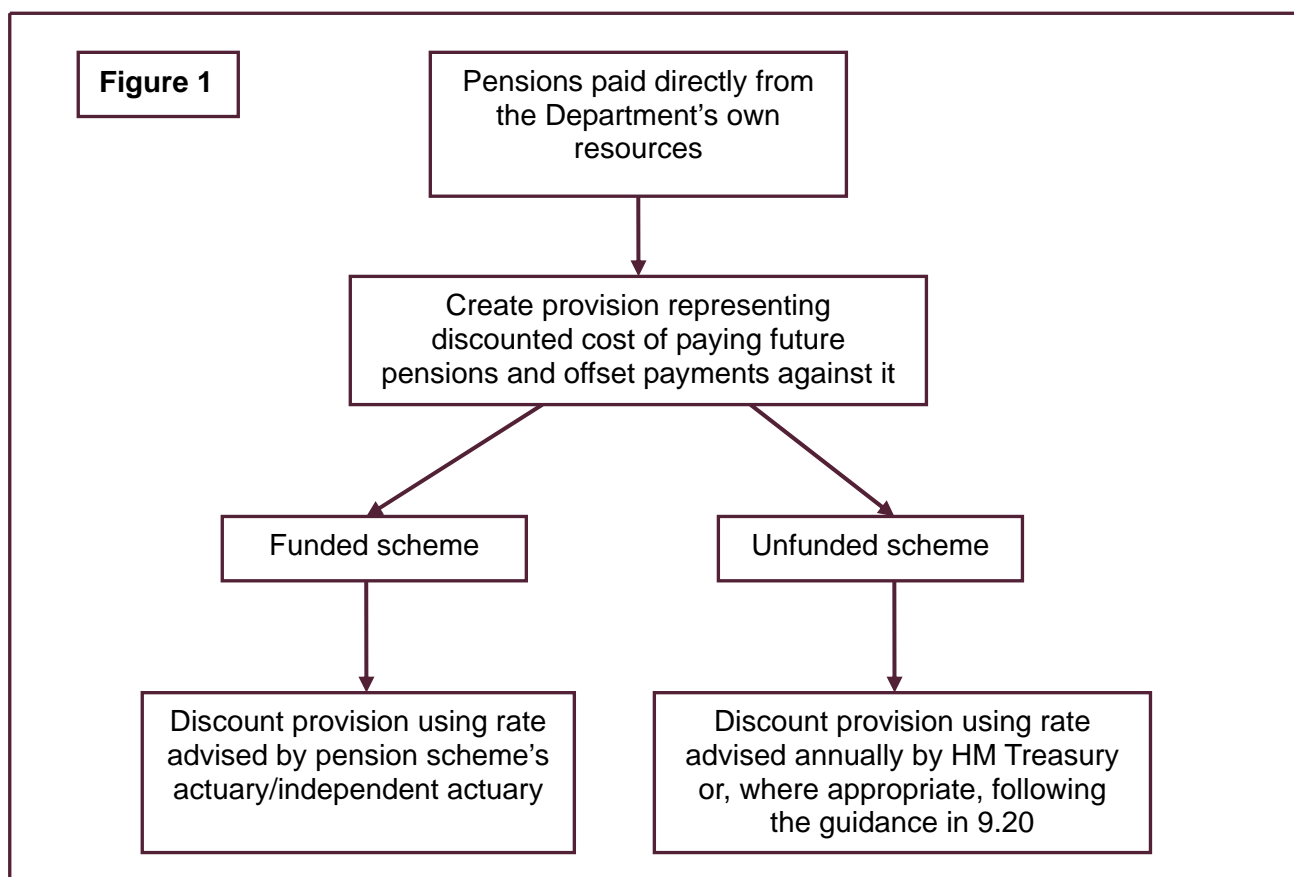 Figure 1
Pensions paid directly from
the Department’s own
resources
Create provision representing
discounted cost of paying future
pensions and offset payments against it
Funded scheme
Unfunded scheme
Discount provision using rate
advised by pension scheme’s
actuary/independent actuary
Discount provision using rate
advised annually by HM Treasury
or, where appropriate, following
the guidance in 9.20